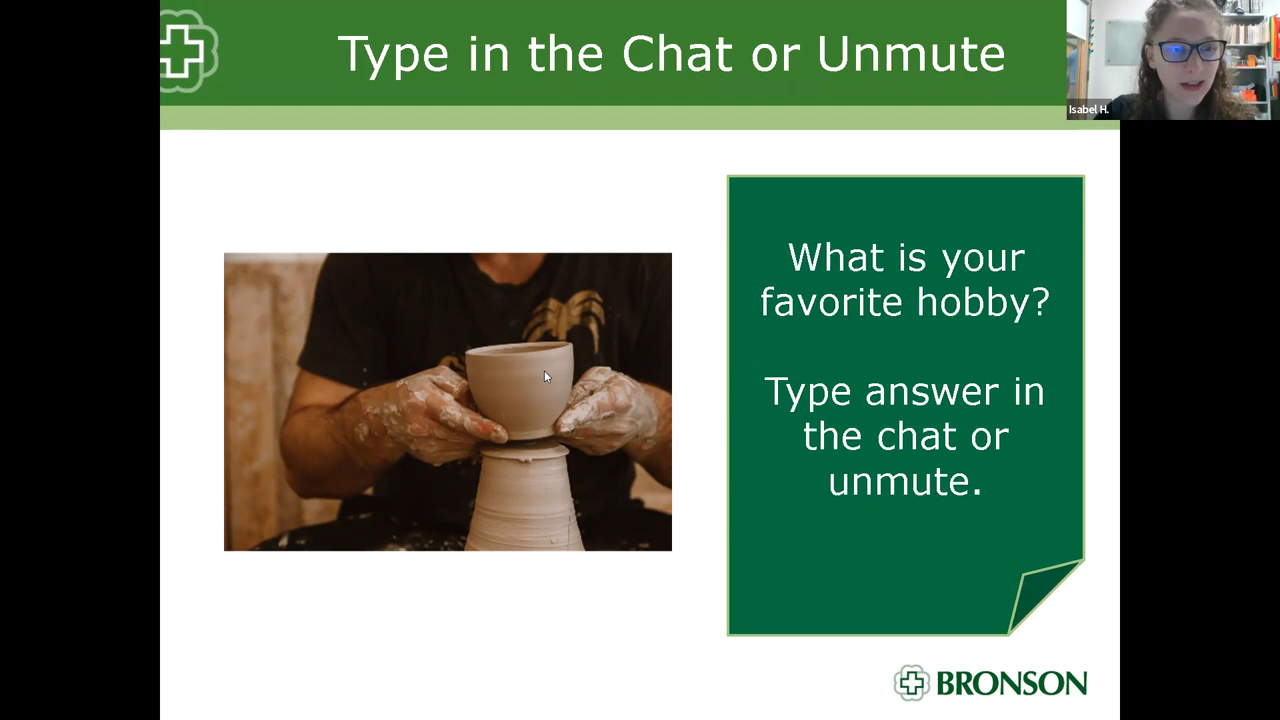 Type in the Chat or Unmute
Isabel H.
What is your
favorite hobby?
Type answer in
the chat or
unmute.
BRONSON